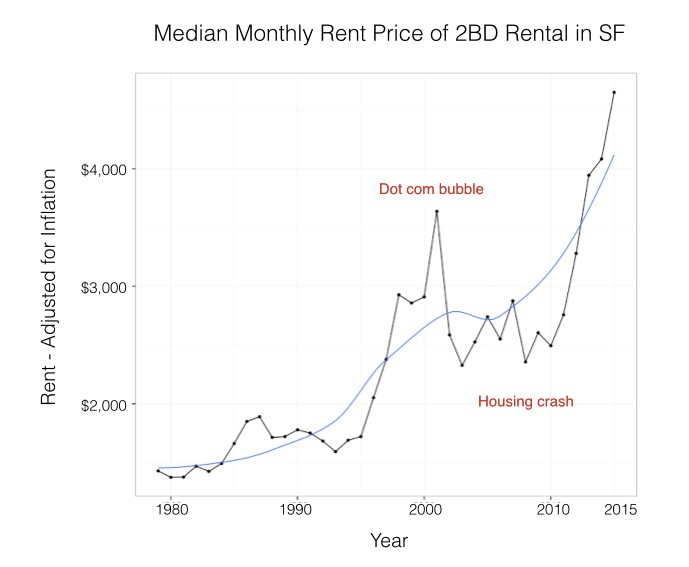 Median Monthly Rent Price of 2BD Rental in SF
Rent - Adjusted for Inflation
$4,000
$3,000
$2,000
Dot com bubble
Housing crash
1980 1990 2000 2010 2015
Year